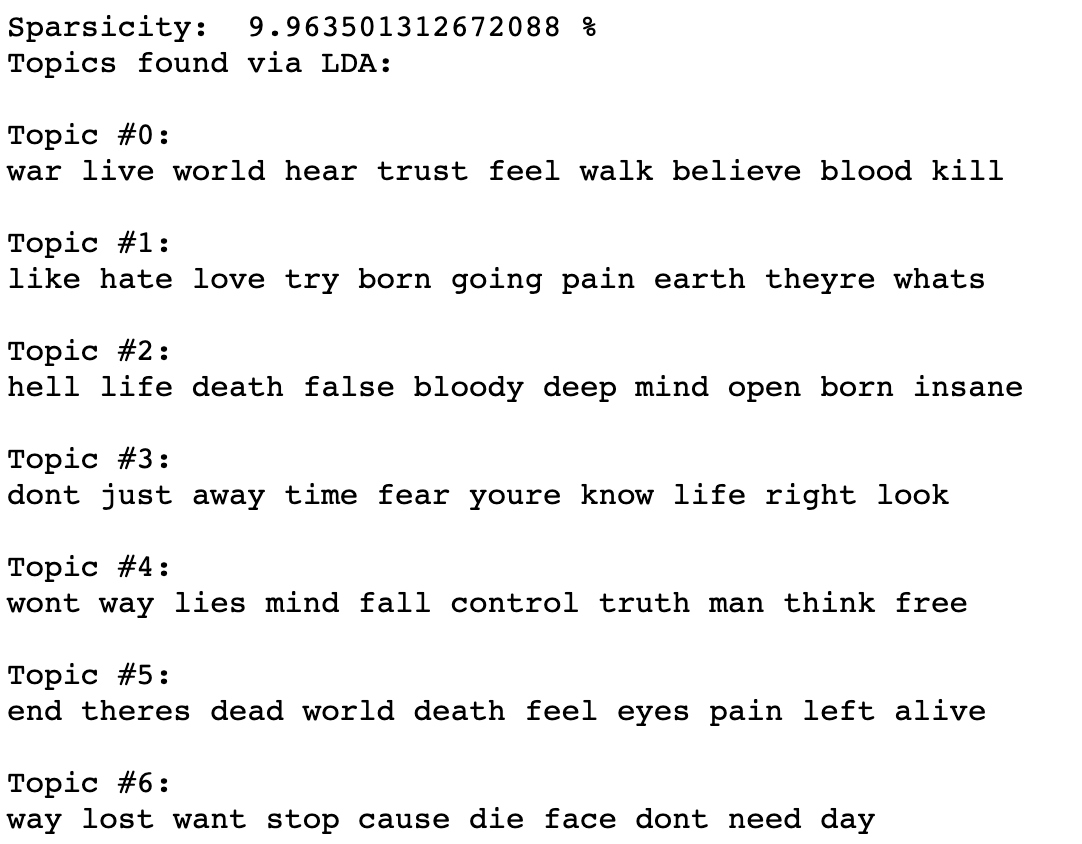 Sparsicity:  9.963501312672088 %
Topics found via LDA:
Topic #0:
war live world hear trust feel walk believe blood kill
Topic #1:
like hate love try born going pain earth theyre whats
Topic #2:
hell life death false bloody deep mind open born insane
Topic #3:
dont just away time fear youre know life right look
Topic #4:
wont way lies mind fall control truth man think free
Topic #5:
end theres dead world death feel eyes pain left alive
Topic #6:
way lost want stop cause die face dont need day